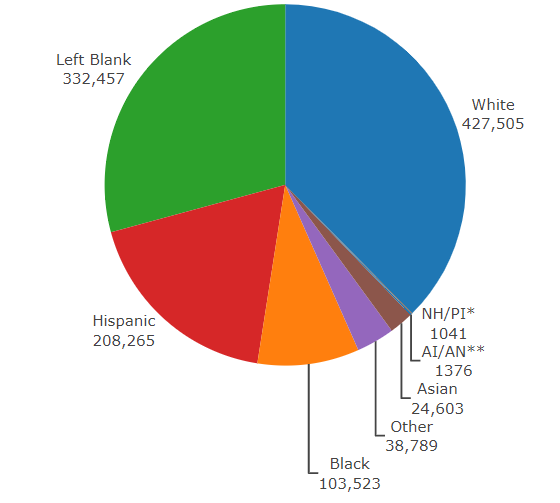 Left Blank
332,457
White
427,505
Hispanic
208,265
NH/PI*
1041
AI/AN**
1376
Asian
24,603
Other
38,789
Black
103,523